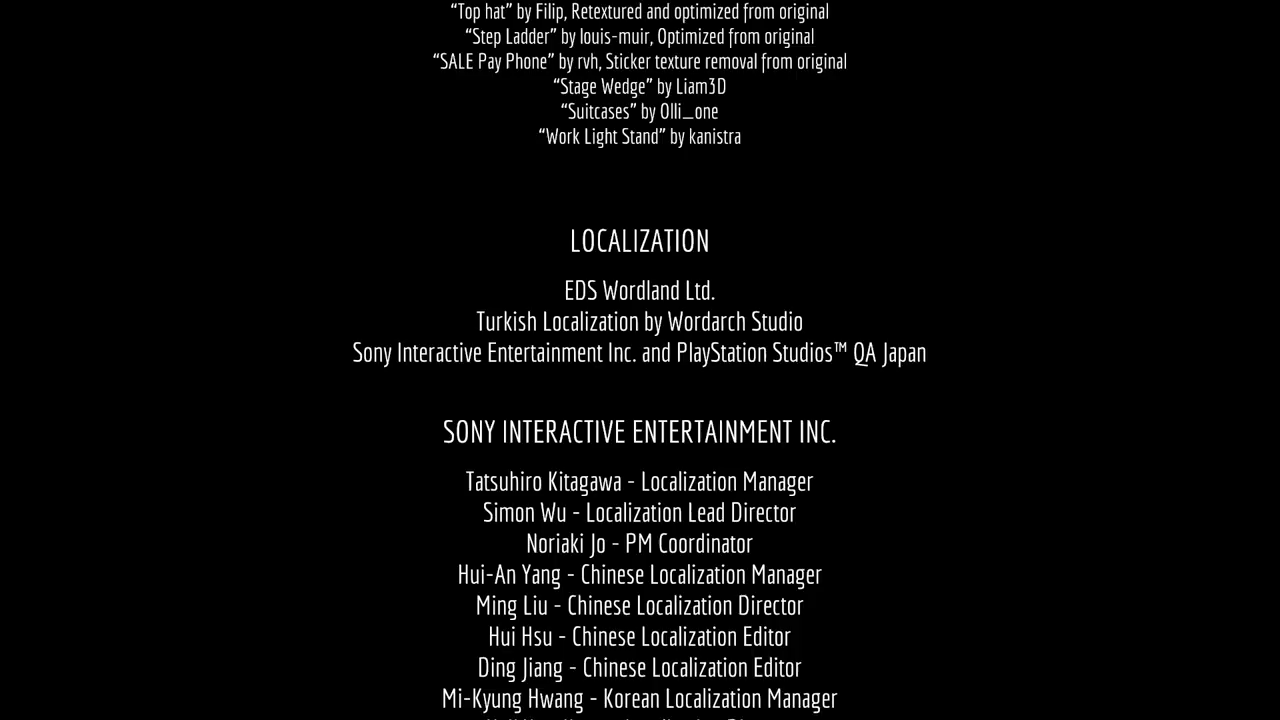 “Top hat” by Filip, Retextured and optimized from original
“Step Ladder” by louis-muir, Optimized from original
“SALE Pay Phone” by rvh, Sticker texture removal from original
“Stage Wedge” by Liam3D
“Suitcases” by Olli_one
“Work Light Stand” by kanistra
LOCALIZATION
EDS Wordland Ltd.
Turkish Localization by Wordarch Studio
Sony Interactive Entertainment Inc. and PlayStation Studios™ QA Japan
SONY INTERACTIVE ENTERTAINMENT INC.
Tatsuhiro Kitagawa - Localization Manager
Simon Wu - Localization Lead Director
Noriaki Jo - PM Coordinator
Hui-An Yang - Chinese Localization Manager
Ming Liu - Chinese Localization Director
Hui Hsu - Chinese Localization Editor
Ding Jiang - Chinese Localization Editor
Mi-Kyung Hwang - Korean Localization Manager